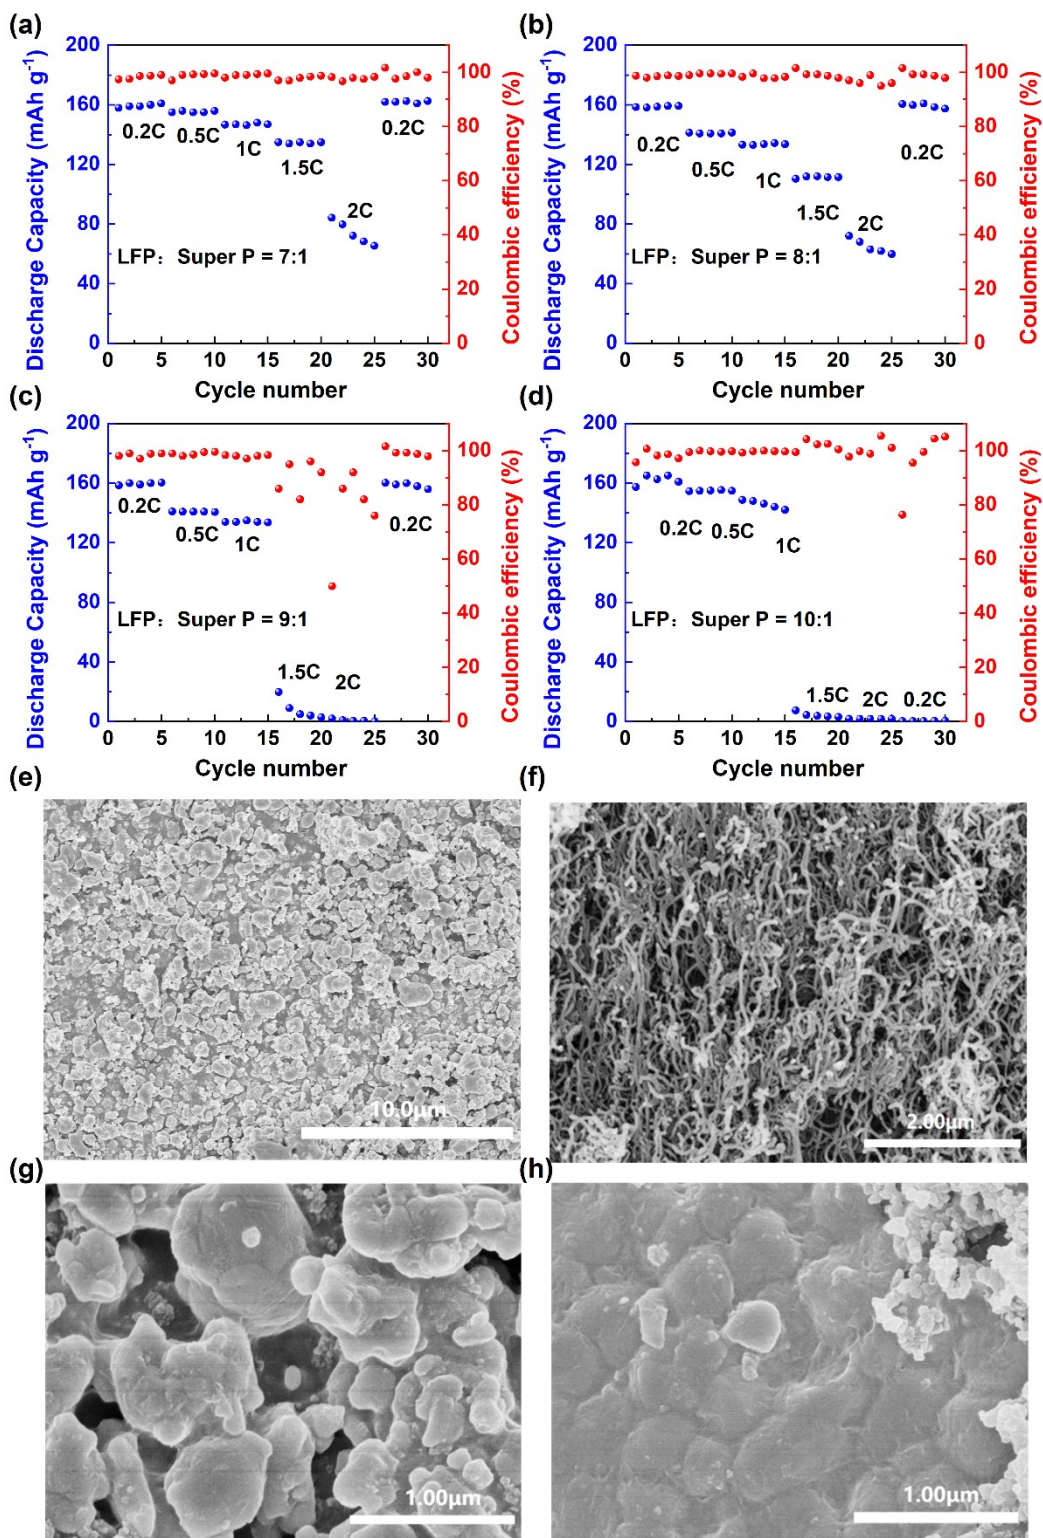 (a)
200
160
120
80
40
0
Discharge Capacity (mAh g⁻¹)
0.2C
0.5C
1C
1.5C
2C
0.2C
LFP：Super P = 7:1
100
80
60
40
20
0
Coulombic efficiency (%)
0 5 10 15 20 25 30
Cycle number
(b)
200
160
120
80
40
0
Discharge Capacity (mAh g⁻¹)
0.2C
0.5C
1C
1.5C
2C
0.2C
LFP：Super P = 8:1
100
80
60
40
20
0
Coulombic efficiency (%)
0 5 10 15 20 25 30
Cycle number
(c)
200
160
120
80
40
0
Discharge Capacity (mAh g⁻¹)
0.2C
0.5C
1C
0.2C
LFP：Super P = 9:1
1.5C
2C
100
80
60
40
20
0
Coulombic efficiency (%)
0 5 10 15 20 25 30
Cycle number
(d)
200
160
120
80
40
0
Discharge Capacity (mAh g⁻¹)
0.2C
0.5C
1C
LFP：Super P = 10:1
1.5C
2C
0.2C
100
80
60
40
20
0
Coulombic efficiency (%)
0 5 10 15 20 25 30
Cycle number
(e)
10.0μm
(f)
2.00μm
(g)
1.00μm
(h)
1.00μm